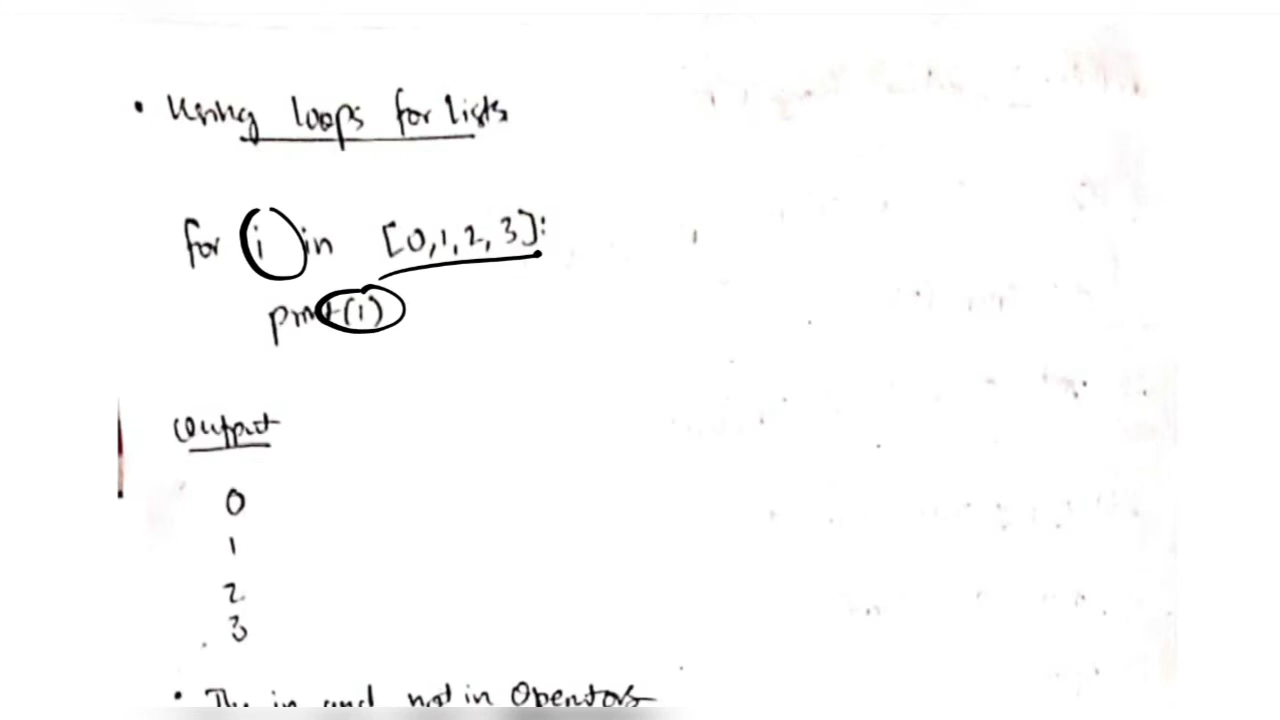 • Using loops for lists
for i in [0,1,2,3]:
print(i)
Output
0
1
2
3
• The in and not in Operators